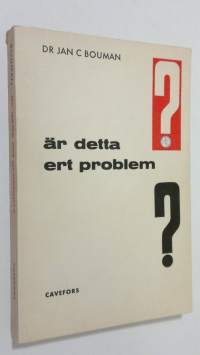 DR JAN C BOUMAN
?
är detta
ert problem
?
CAVEFORS